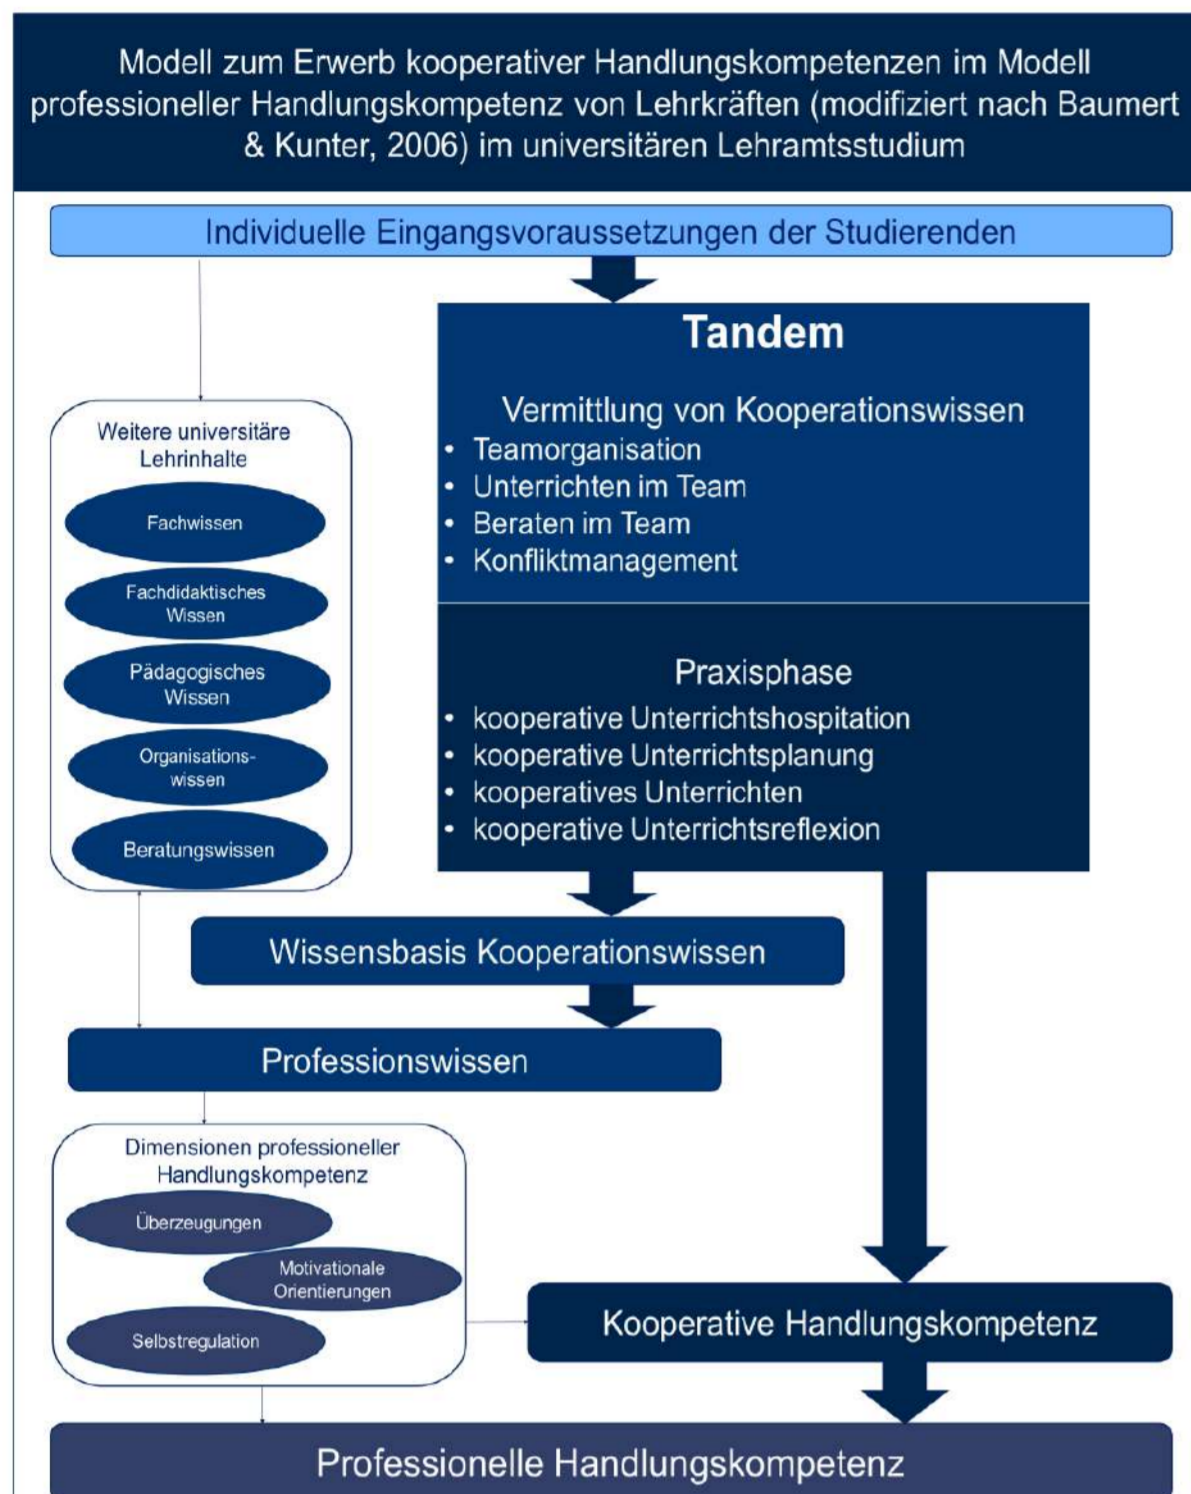 Modell zum Erwerb kooperativer Handlungskompetenzen im Modell
professioneller Handlungskompetenz von Lehrkräften (modifiziert nach Baumert
& Kunter, 2006) im universitären Lehramtsstudium
Individuelle Eingangsvoraussetzungen der Studierenden
Tandem
Vermittlung von Kooperationswissen
• Teamorganisation
• Unterrichten im Team
• Beraten im Team
• Konfliktmanagement
Praxisphase
• kooperative Unterrichtshospitation
• kooperative Unterrichtsplanung
• kooperatives Unterrichten
• kooperative Unterrichtsreflexion
Weitere universitäre
Lehrinhalte
Fachwissen
Fachdidaktisches
Wissen
Pädagogisches
Wissen
Organisations-
wissen
Beratungswissen
Wissensbasis Kooperationswissen
Professionswissen
Dimensionen professioneller
Handlungskompetenz
Überzeugungen
Motivationale
Orientierungen
Selbstregulation
Kooperative Handlungskompetenz
Professionelle Handlungskompetenz